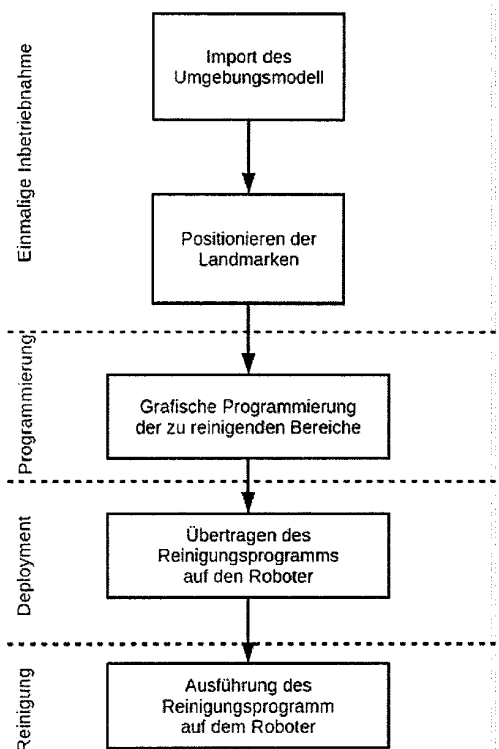 Einmalige Inbetriebnahme
Import des
Umgebungsmodell
Positionieren der
Landmarken
Programmierung
Grafische Programmierung
der zu reinigenden Bereiche
Deployment
Übertragen des
Reinigungsprogramms
auf den Roboter
Reinigung
Ausführung des
Reinigungsprogramm
auf dem Roboter